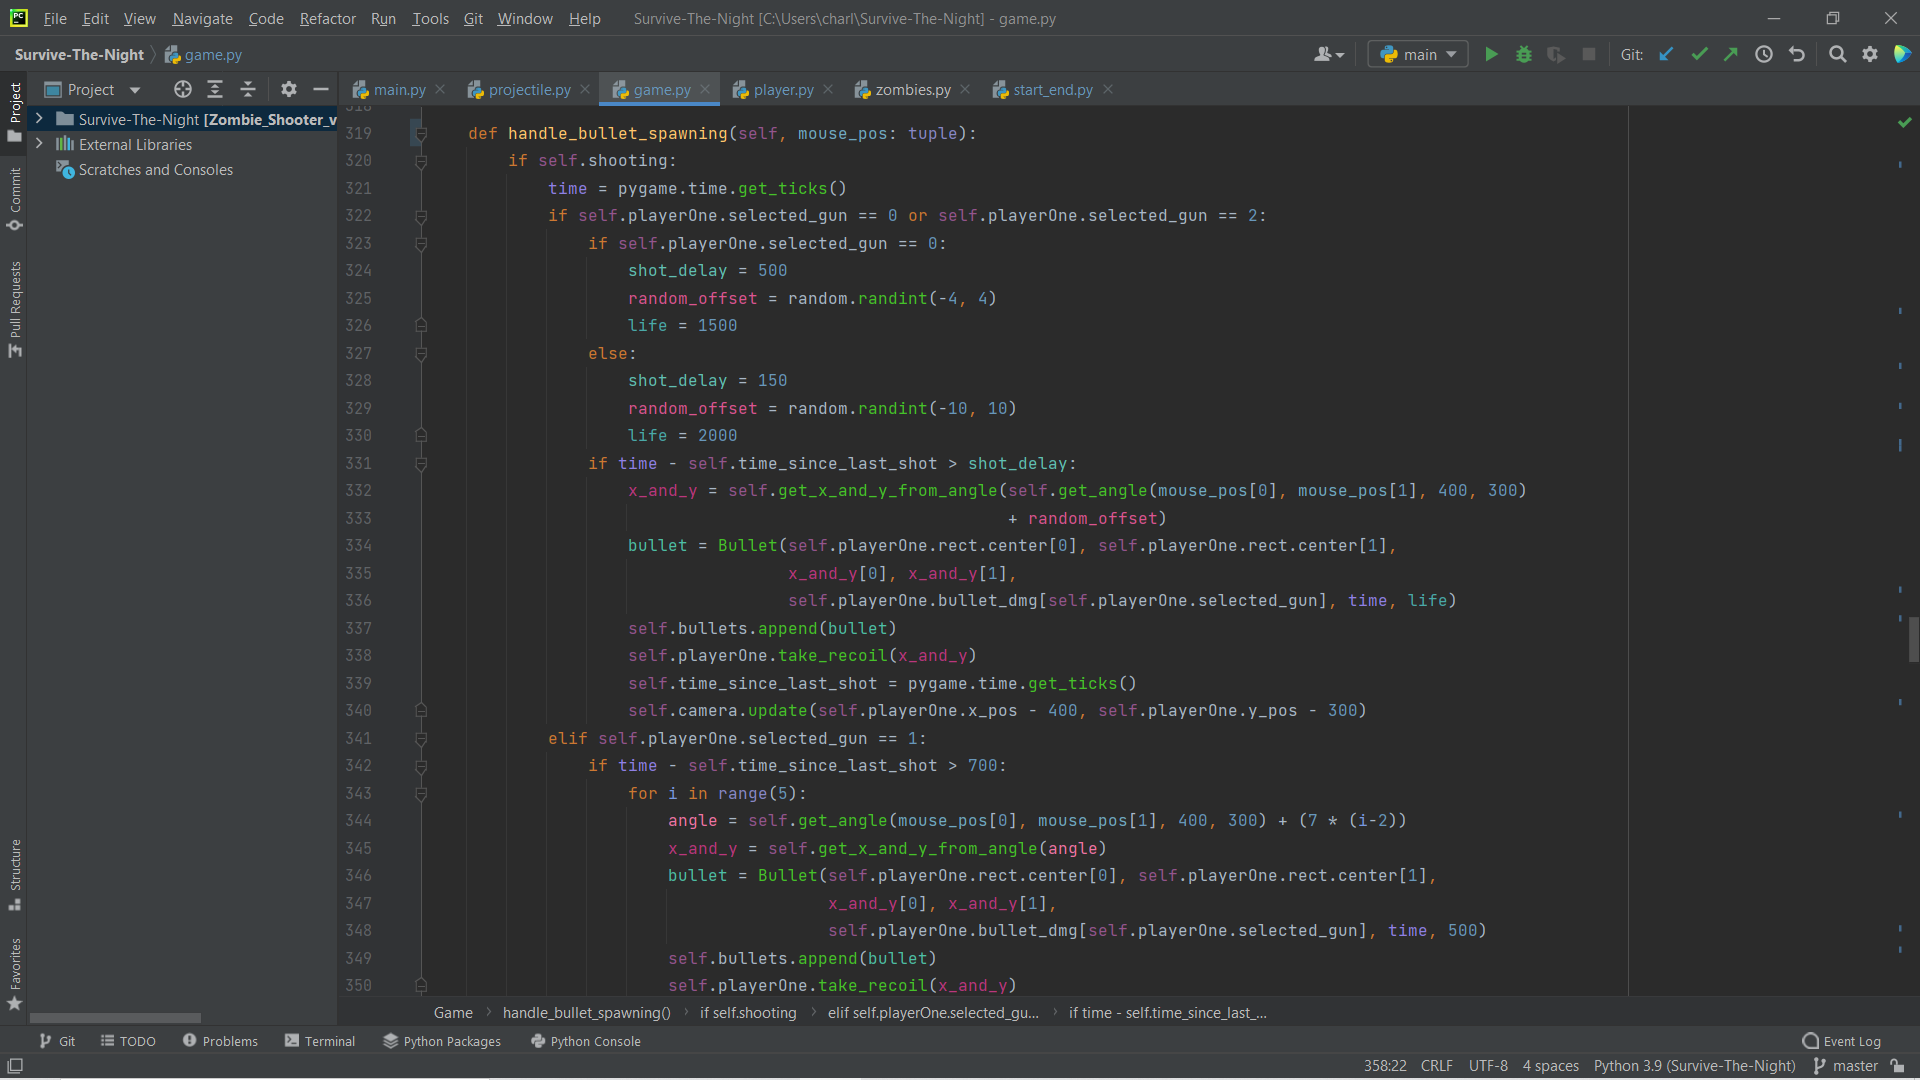 File Edit View Navigate Code Refactor Run Tools Git Window Help Survive-The-Night [C:\Users\charl\Survive-The-Night] - game.py
Survive-The-Night game.py main Git:
Project
main.py projectile.py game.py player.py zombies.py start_end.py
Survive-The-Night [Zombie_Shooter_v
External Libraries
Scratches and Consoles
Project
Commit
Pull Requests
Structure
Favorites
318
319 def handle_bullet_spawning(self, mouse_pos: tuple):
320 if self.shooting:
321 time = pygame.time.get_ticks()
322 if self.playerOne.selected_gun == 0 or self.playerOne.selected_gun == 2:
323 if self.playerOne.selected_gun == 0:
324 shot_delay = 500
325 random_offset = random.randint(-4, 4)
326 life = 1500
327 else:
328 shot_delay = 150
329 random_offset = random.randint(-10, 10)
330 life = 2000
331 if time - self.time_since_last_shot > shot_delay:
332 x_and_y = self.get_x_and_y_from_angle(self.get_angle(mouse_pos[0], mouse_pos[1], 400, 300)
333 + random_offset)
334 bullet = Bullet(self.playerOne.rect.center[0], self.playerOne.rect.center[1],
335 x_and_y[0], x_and_y[1],
336 self.playerOne.bullet_dmg[self.playerOne.selected_gun], time, life)
337 self.bullets.append(bullet)
338 self.playerOne.take_recoil(x_and_y)
339 self.time_since_last_shot = pygame.time.get_ticks()
340 self.camera.update(self.playerOne.x_pos - 400, self.playerOne.y_pos - 300)
341 elif self.playerOne.selected_gun == 1:
342 if time - self.time_since_last_shot > 700:
343 for i in range(5):
344 angle = self.get_angle(mouse_pos[0], mouse_pos[1], 400, 300) + (7 * (i-2))
345 x_and_y = self.get_x_and_y_from_angle(angle)
346 bullet = Bullet(self.playerOne.rect.center[0], self.playerOne.rect.center[1],
347 x_and_y[0], x_and_y[1],
348 self.playerOne.bullet_dmg[self.playerOne.selected_gun], time, 500)
349 self.bullets.append(bullet)
350 self.playerOne.take_recoil(x_and_y)
Game handle_bullet_spawning() if self.shooting elif self.playerOne.selected_gu... if time - self.time_since_last_...
Git TODO Problems Terminal Python Packages Python Console Event Log
358:22 CRLF UTF-8 4 spaces Python 3.9 (Survive-The-Night) master